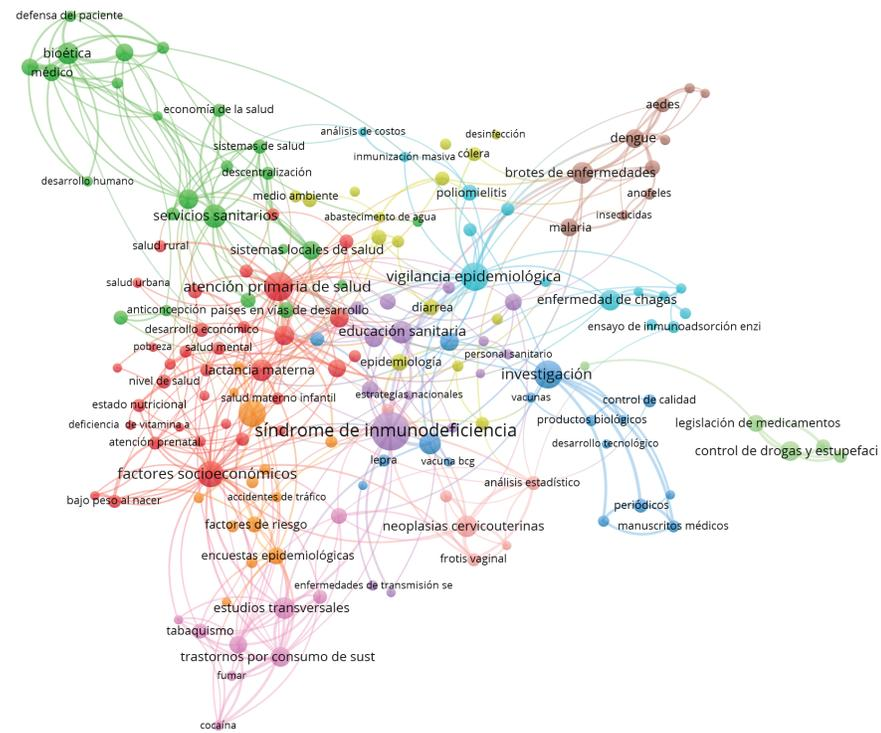 defensa del paciente
bioética
médico
economía de la salud
aedes
análisis de costos
desinfección
dengue
sistemas de salud
inmunización masiva
cólera
descentralización
brotes de enfermedades
desarrollo humano
medio ambiente
poliomielitis
anofeles
servicios sanitarios
abastecimiento de agua
insecticidas
malaria
salud rural
sistemas locales de salud
vigilancia epidemiológica
salud urbana
atención primaria de salud
enfermedad de chagas
anticoncepción
países en vías de desarrollo
diarrea
desarrollo económico
educación sanitaria
ensayo de inmunoadsorción enzi
pobreza
salud mental
epidemiología
personal sanitario
nivel de salud
lactancia materna
investigación
salud materno infantil
estrategias nacionales
vacunas
control de calidad
estado nutricional
deficiencia de vitamina a
síndrome de inmunodeficiencia
productos biológicos
legislación de medicamentos
atención prenatal
desarrollo tecnológico
control de drogas y estupefaci
lepra
vacuna bcg
factores socioeconómicos
análisis estadístico
bajo peso al nacer
accidentes de tráfico
periódicos
factores de riesgo
neoplasias cervicouterinas
manuscritos médicos
encuestas epidemiológicas
frotis vaginal
enfermedades de transmisión se
estudios transversales
tabaquismo
trastornos por consumo de sust
fumar
cocaína